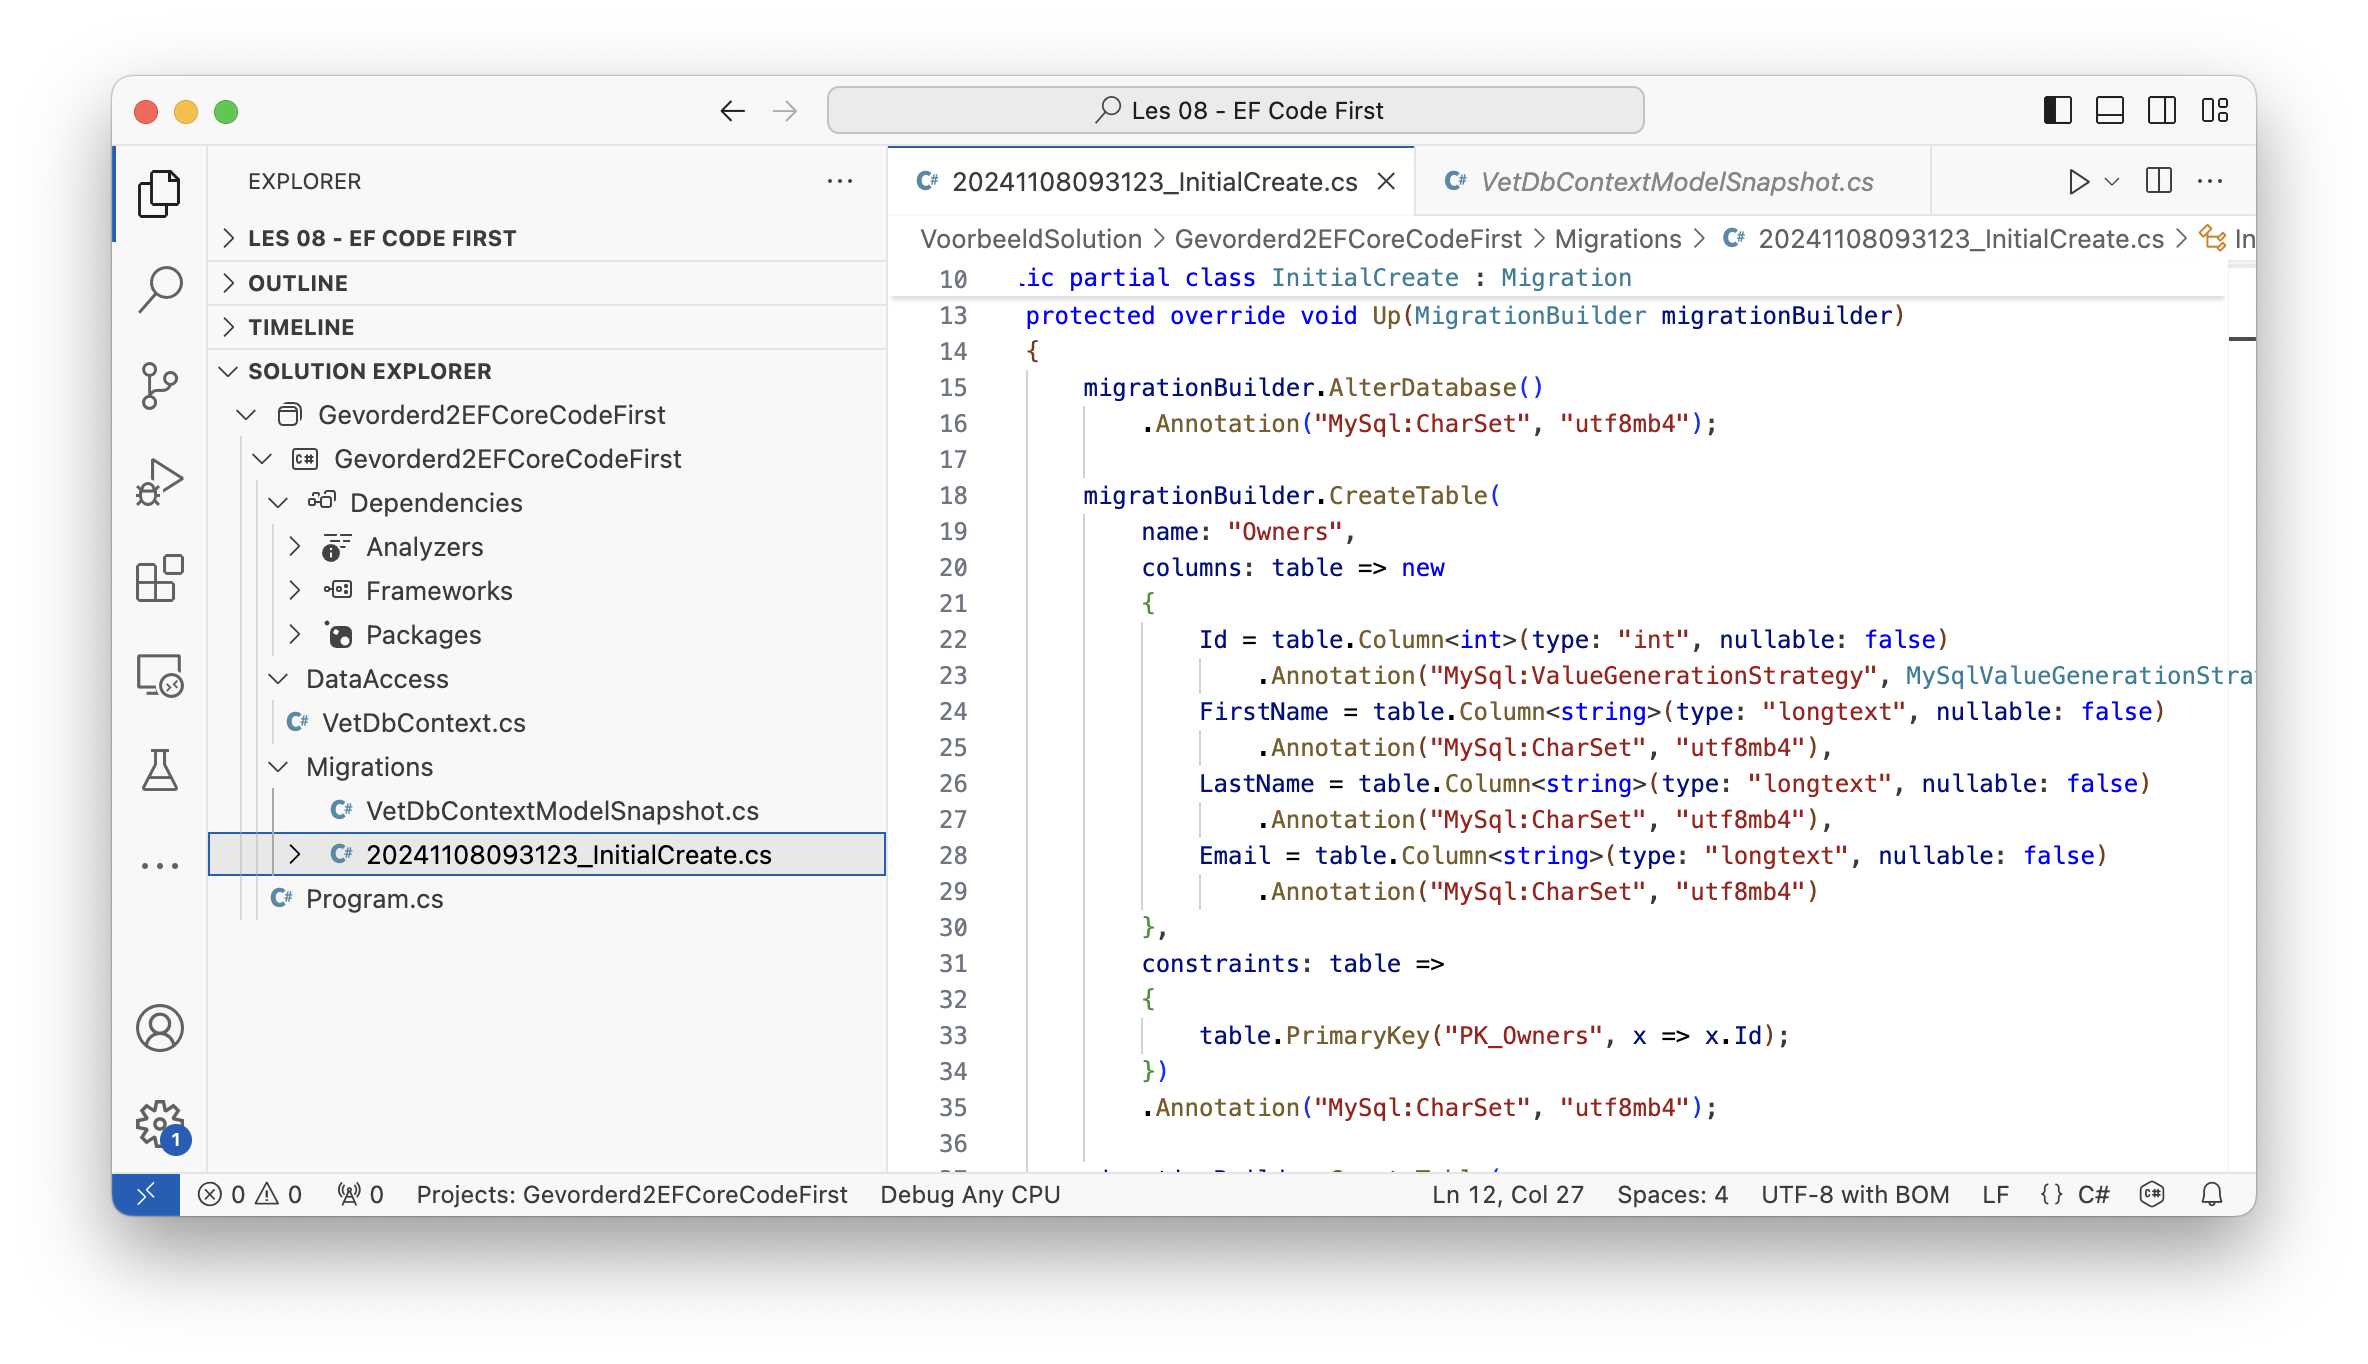 Les 08 - EF Code First
EXPLORER
LES 08 - EF CODE FIRST
OUTLINE
TIMELINE
SOLUTION EXPLORER
Gevorderd2EFCoreCodeFirst
C# Gevorderd2EFCoreCodeFirst
Dependencies
Analyzers
Frameworks
Packages
DataAccess
C# VetDbContext.cs
Migrations
C# VetDbContextModelSnapshot.cs
C# 20241108093123_InitialCreate.cs
C# Program.cs
1
C# 20241108093123_InitialCreate.cs
C# VetDbContextModelSnapshot.cs
VoorbeeldSolution > Gevorderd2EFCoreCodeFirst > Migrations > C# 20241108093123_InitialCreate.cs > In
10 ic partial class InitialCreate : Migration
13 protected override void Up(MigrationBuilder migrationBuilder)
14 {
15 migrationBuilder.AlterDatabase()
16 .Annotation("MySql:CharSet", "utf8mb4");
17
18 migrationBuilder.CreateTable(
19 name: "Owners",
20 columns: table => new
21 {
22 Id = table.Column<int>(type: "int", nullable: false)
23 .Annotation("MySql:ValueGenerationStrategy", MySqlValueGenerationStra
24 FirstName = table.Column<string>(type: "longtext", nullable: false)
25 .Annotation("MySql:CharSet", "utf8mb4"),
26 LastName = table.Column<string>(type: "longtext", nullable: false)
27 .Annotation("MySql:CharSet", "utf8mb4"),
28 Email = table.Column<string>(type: "longtext", nullable: false)
29 .Annotation("MySql:CharSet", "utf8mb4")
30 },
31 constraints: table =>
32 {
33 table.PrimaryKey("PK_Owners", x => x.Id);
34 })
35 .Annotation("MySql:CharSet", "utf8mb4");
36
0 0 0 Projects: Gevorderd2EFCoreCodeFirst Debug Any CPU Ln 12, Col 27 Spaces: 4 UTF-8 with BOM LF {} C# C#